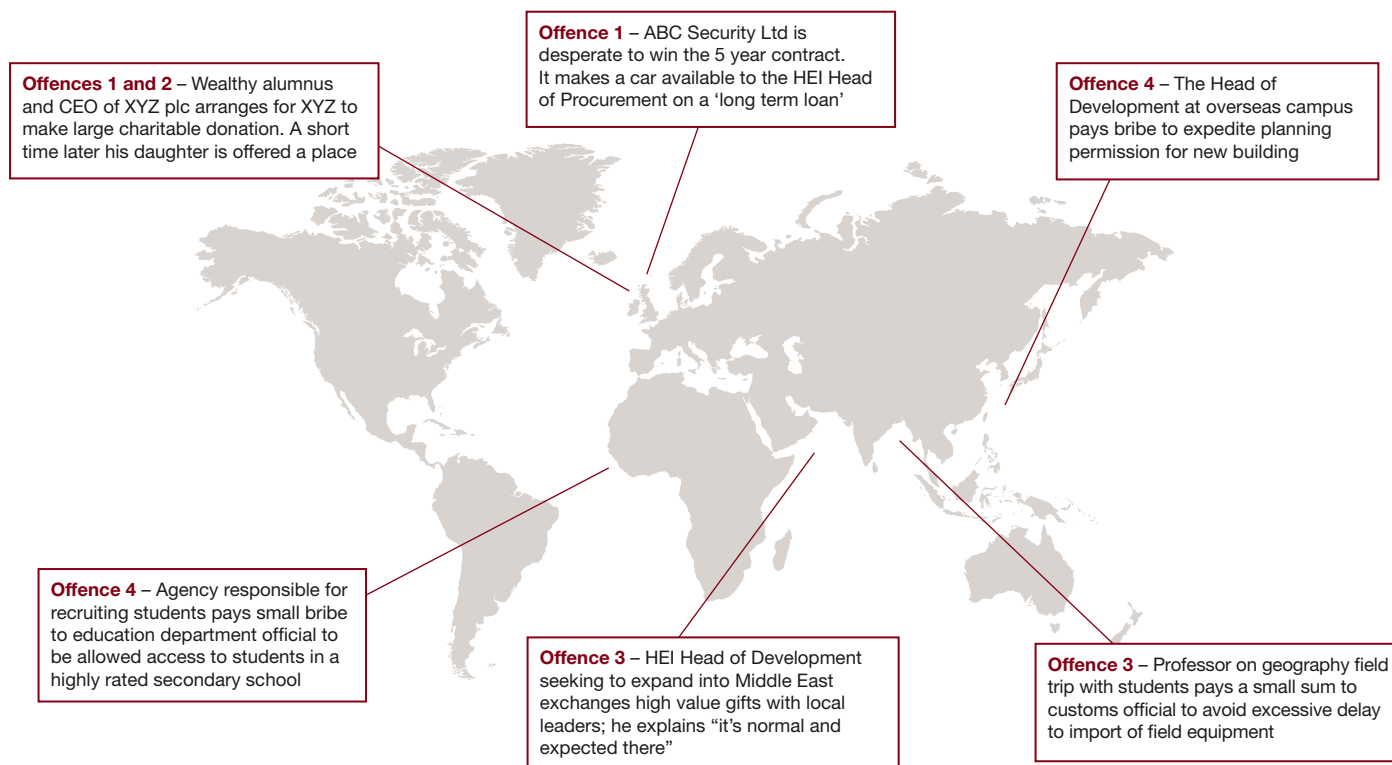 Offence 1 – ABC Security Ltd is
desperate to win the 5 year contract.
It makes a car available to the HEI Head
of Procurement on a ‘long term loan’
Offences 1 and 2 – Wealthy alumnus
and CEO of XYZ plc arranges for XYZ to
make large charitable donation. A short
time later his daughter is offered a place
Offence 4 – The Head of
Development at overseas campus
pays bribe to expedite planning
permission for new building
Offence 4 – Agency responsible for
recruiting students pays small bribe
to education department official to
be allowed access to students in a
highly rated secondary school
Offence 3 – HEI Head of Development
seeking to expand into Middle East
exchanges high value gifts with local
leaders; he explains “it’s normal and
expected there”
Offence 3 – Professor on geography field
trip with students pays a small sum to
customs official to avoid excessive delay
to import of field equipment